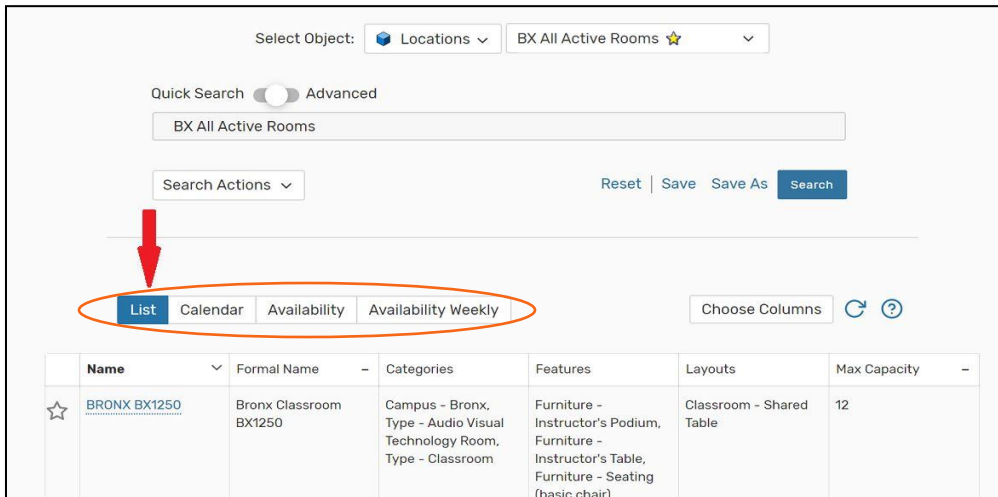 Select Object: Locations BX All Active Rooms
Quick Search Advanced
BX All Active Rooms
Search Actions Reset | Save Save As Search
List Calendar Availability Availability Weekly Choose Columns ?
Name Formal Name – Categories Features Layouts Max Capacity –
BRONX BX1250 Bronx Classroom Campus - Bronx, Furniture - Classroom - Shared 12
BX1250 Type - Audio Visual Instructor's Podium, Table
Technology Room, Furniture -
Type - Classroom Instructor's Table,
Furniture - Seating
(basic chair)